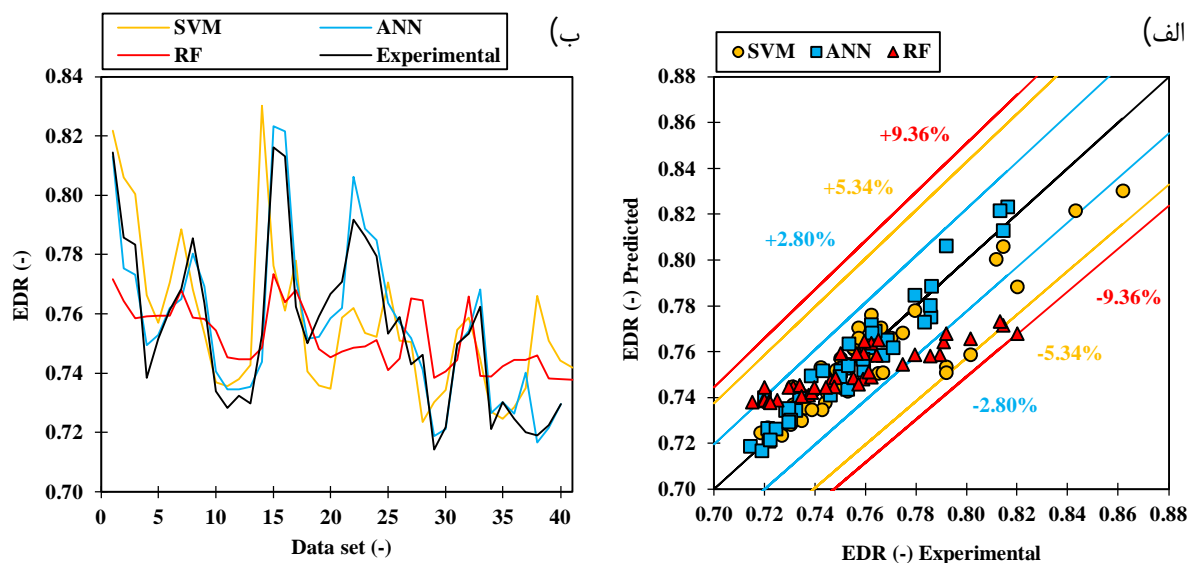 ب)
SVM
ANN
RF
Experimental
EDR (-)
0.84
0.82
0.80
0.78
0.76
0.74
0.72
0.70
0 5 10 15 20 25 30 35 40
Data set (-)
الف)
SVM ANN RF
EDR (-) Predicted
0.88
0.86
0.84
0.82
0.80
0.78
0.76
0.74
0.72
0.70
+9.36%
+5.34%
+2.80%
-9.36%
-5.34%
-2.80%
0.70 0.72 0.74 0.76 0.78 0.80 0.82 0.84 0.86 0.88
EDR (-) Experimental